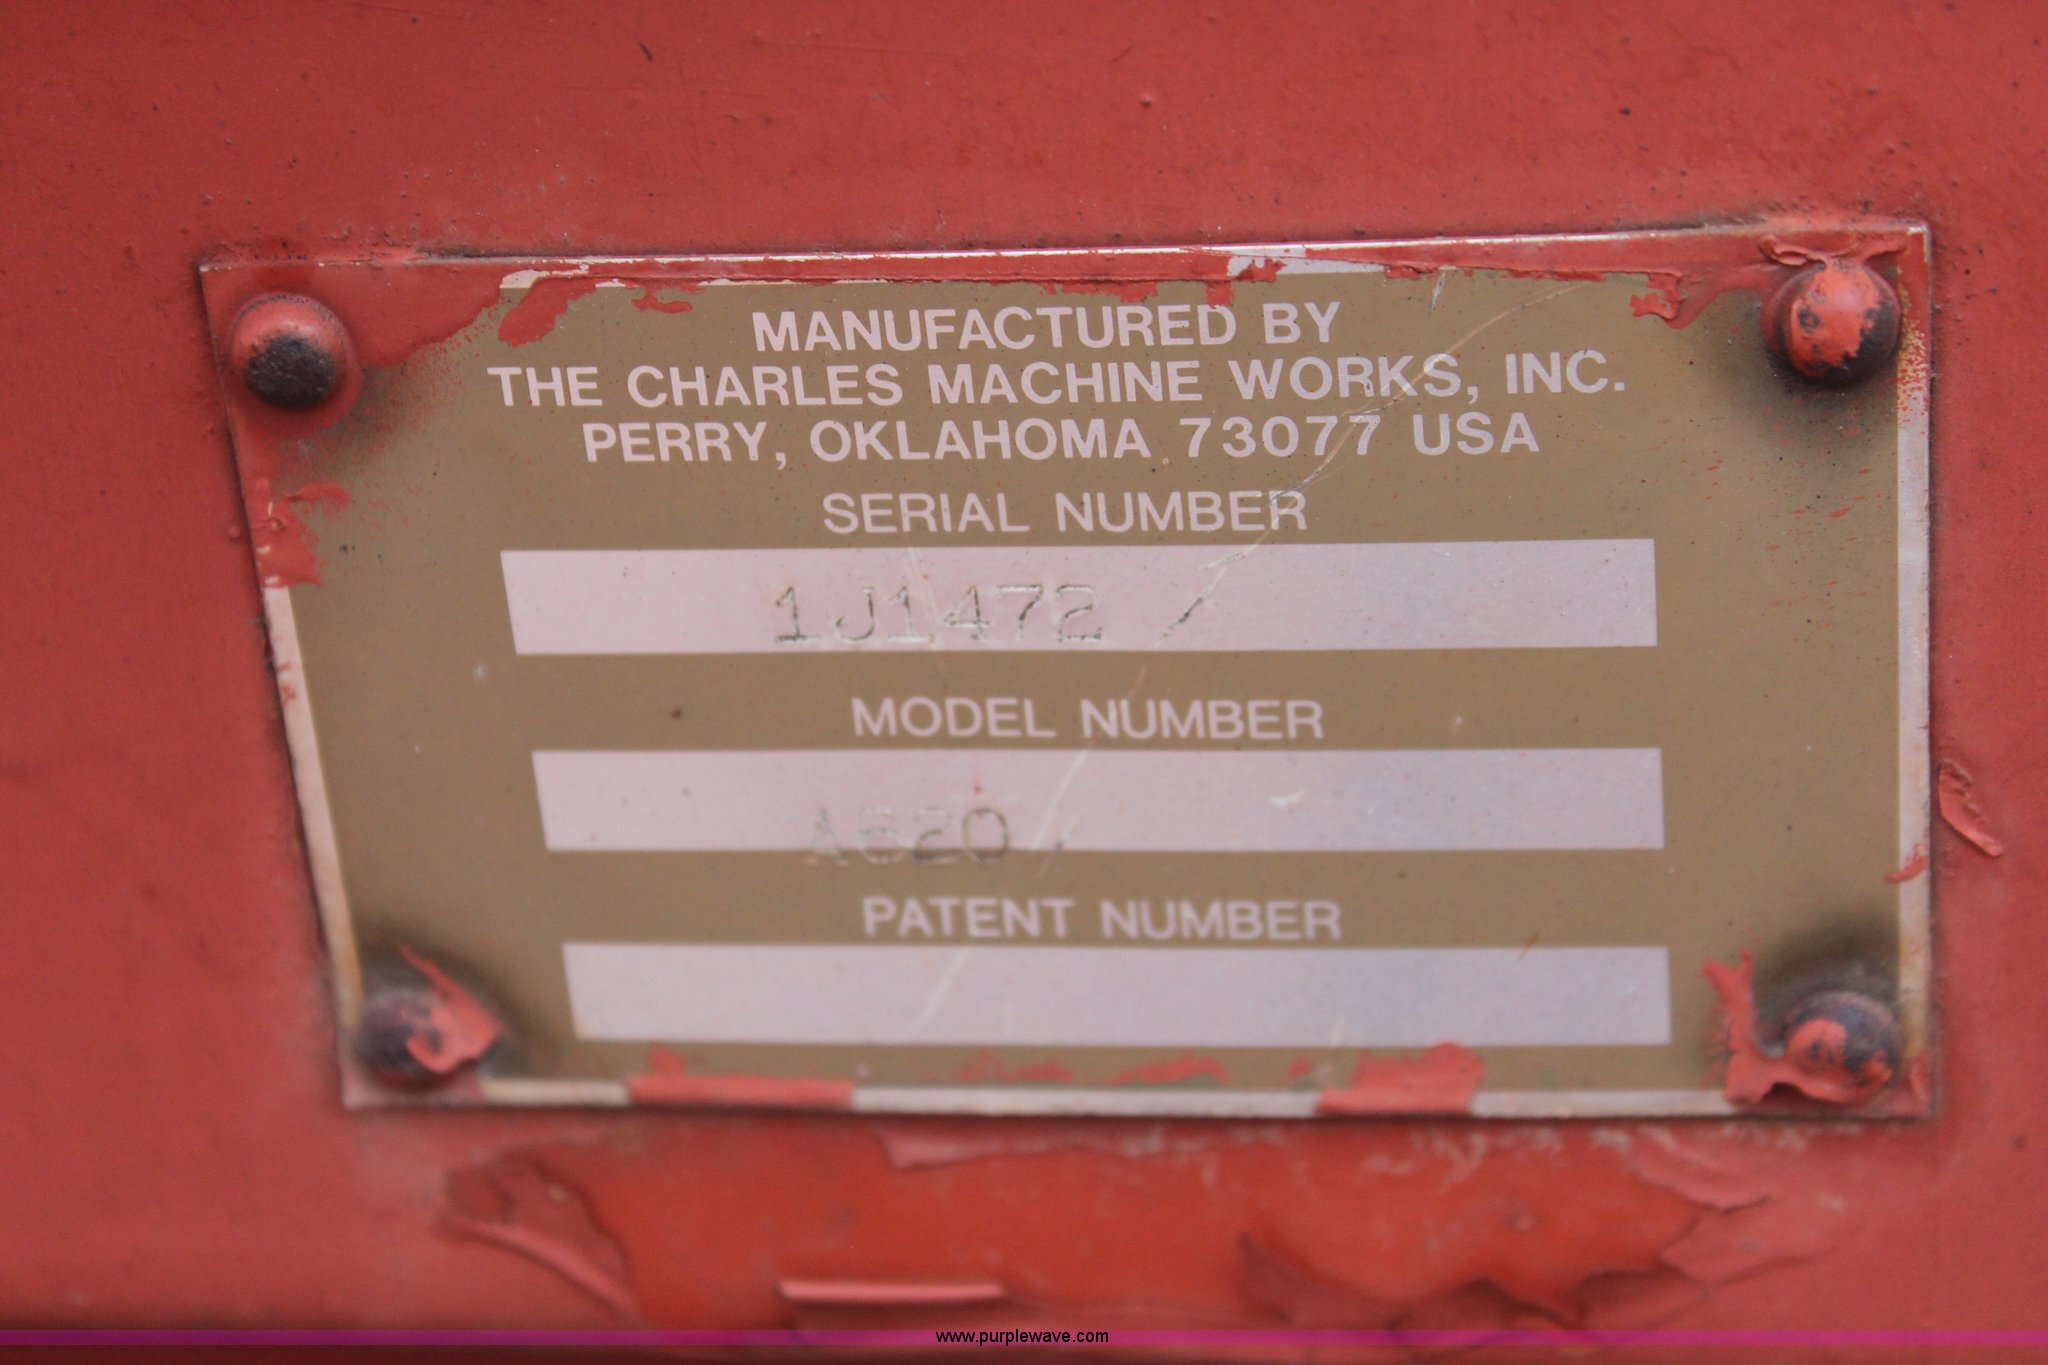 MANUFACTURED BY
THE CHARLES MACHINE WORKS, INC.
PERRY, OKLAHOMA 73077 USA
SERIAL NUMBER
1J1472 /
MODEL NUMBER
A620
PATENT NUMBER
www.purplewave.com